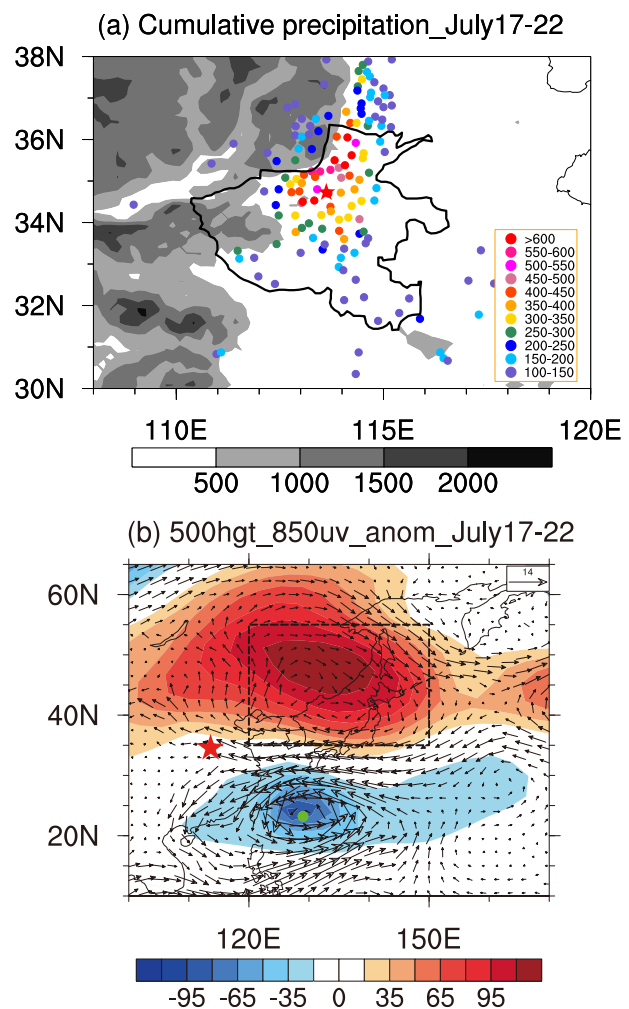 (a) Cumulative precipitation_July17-22
38N
36N
34N
32N
30N
>600
550-600
500-550
450-500
400-450
350-400
300-350
250-300
200-250
150-200
100-150
110E 115E 120E
500 1000 1500 2000
(b) 500hgt_850uv_anom_July17-22
14
60N
40N
20N
120E 150E
-95 -65 -35 0 35 65 95